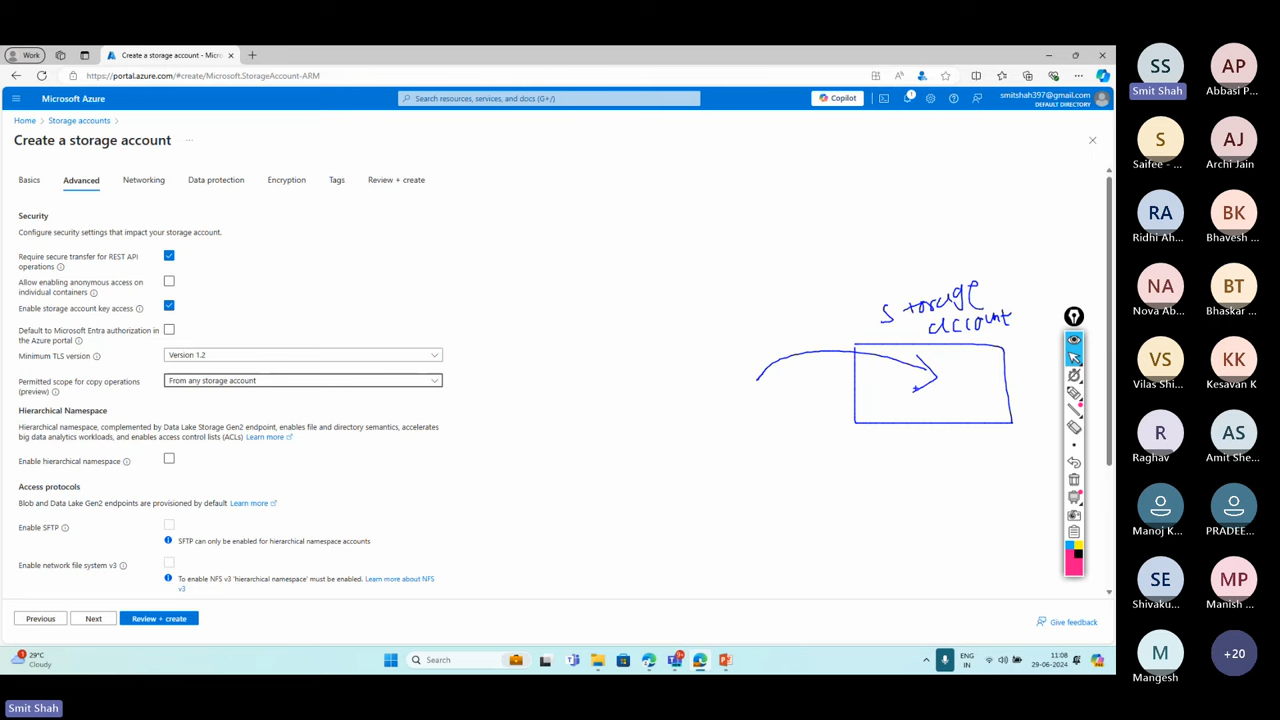 Work
Create a storage account - Micro
https://portal.azure.com/#create/Microsoft.StorageAccount-ARM
Microsoft Azure
Search resources, services, and docs (G+/)
Copilot
1
smitshah397@gmail.com
DEFAULT DIRECTORY
Home > Storage accounts >
Create a storage account ...
Basics
Advanced
Networking
Data protection
Encryption
Tags
Review + create
Security
Configure security settings that impact your storage account.
Require secure transfer for REST API
operations
Allow enabling anonymous access on
individual containers
Enable storage account key access
Default to Microsoft Entra authorization in
the Azure portal
Minimum TLS version
Version 1.2
Permitted scope for copy operations
(preview)
From any storage account
Hierarchical Namespace
Hierarchical namespace, complemented by Data Lake Storage Gen2 endpoint, enables file and directory semantics, accelerates
big data analytics workloads, and enables access control lists (ACLs) Learn more
Enable hierarchical namespace
Access protocols
Blob and Data Lake Gen2 endpoints are provisioned by default Learn more
Enable SFTP
SFTP can only be enabled for hierarchical namespace accounts
Enable network file system v3
To enable NFS v3 'hierarchical namespace' must be enabled. Learn more about NFS
v3
Previous
Next
Review + create
Give feedback
storage
account
29°C
Cloudy
Search
ENG
IN
11:08
29-06-2024
SS
Smit Shah
AP
Abbasi P...
S
Saifee - ...
AJ
Archi Jain
RA
Ridhi Ah...
BK
Bhavesh ...
NA
Nova Ab...
BT
Bhaskar ...
VS
Vilas Shi...
KK
Kesavan K
R
Raghav
AS
Amit She...
Manoj K...
PRADEE...
SE
Shivaku...
MP
Manish ...
M
Mangesh
+20
Smit Shah